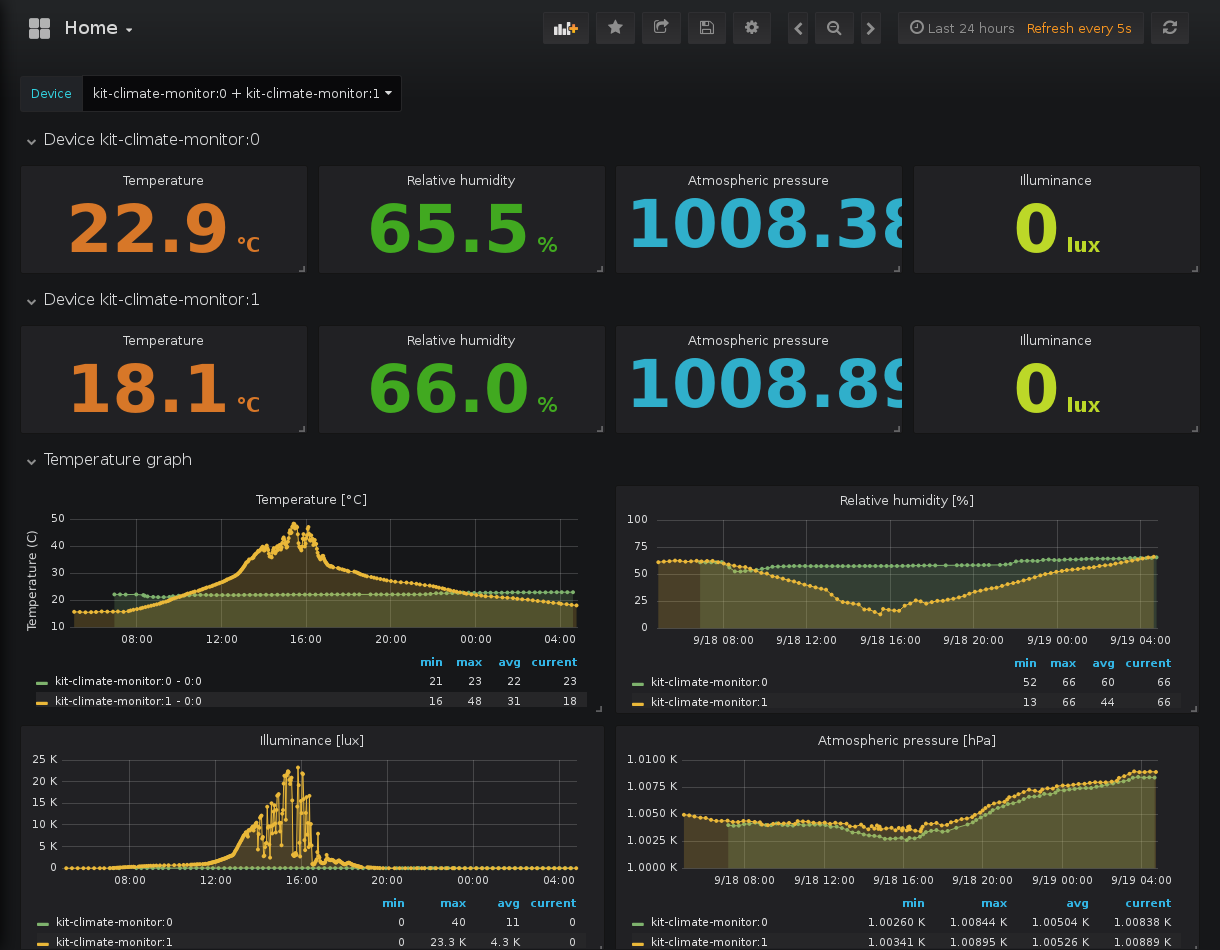 Home
Last 24 hours Refresh every 5s
Device kit-climate-monitor:0 + kit-climate-monitor:1
Device kit-climate-monitor:0
Temperature Relative humidity Atmospheric pressure Illuminance
22.9 °C 65.5 % 1008.38 0 lux
Device kit-climate-monitor:1
Temperature Relative humidity Atmospheric pressure Illuminance
18.1 °C 66.0 % 1008.89 0 lux
Temperature graph
Temperature [°C]
Temperature (C)
50
40
30
20
10
08:00 12:00 16:00 20:00 00:00 04:00
min max avg current
kit-climate-monitor:0 - 0:0 21 23 22 23
kit-climate-monitor:1 - 0:0 16 48 31 18
Relative humidity [%]
100
75
50
25
0
9/18 08:00 9/18 12:00 9/18 16:00 9/18 20:00 9/19 00:00 9/19 04:00
min max avg current
kit-climate-monitor:0 52 66 60 66
kit-climate-monitor:1 13 66 44 66
Illuminance [lux]
25 K
20 K
15 K
10 K
5 K
0
08:00 12:00 16:00 20:00 00:00 04:00
min max avg current
kit-climate-monitor:0 0 40 11 0
kit-climate-monitor:1 0 23.3 K 4.3 K 0
Atmospheric pressure [hPa]
1.0100 K
1.0075 K
1.0050 K
1.0025 K
1.0000 K
9/18 08:00 9/18 12:00 9/18 16:00 9/18 20:00 9/19 00:00 9/19 04:00
min max avg current
kit-climate-monitor:0 1.00260 K 1.00844 K 1.00504 K 1.00838 K
kit-climate-monitor:1 1.00341 K 1.00895 K 1.00526 K 1.00889 K